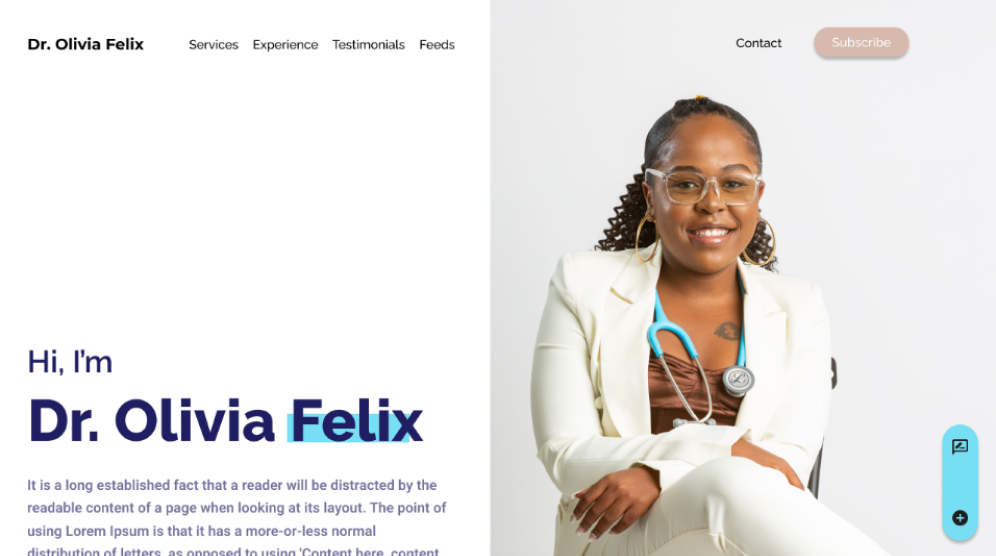 Dr. Olivia Felix
Services Experience Testimonials Feeds
Contact
Subscribe
Hi, I'm
Dr. Olivia Felix
It is a long established fact that a reader will be distracted by the
readable content of a page when looking at its layout. The point of
using Lorem Ipsum is that it has a more-or-less normal
distribution of letters, as opposed to using 'Content here, content